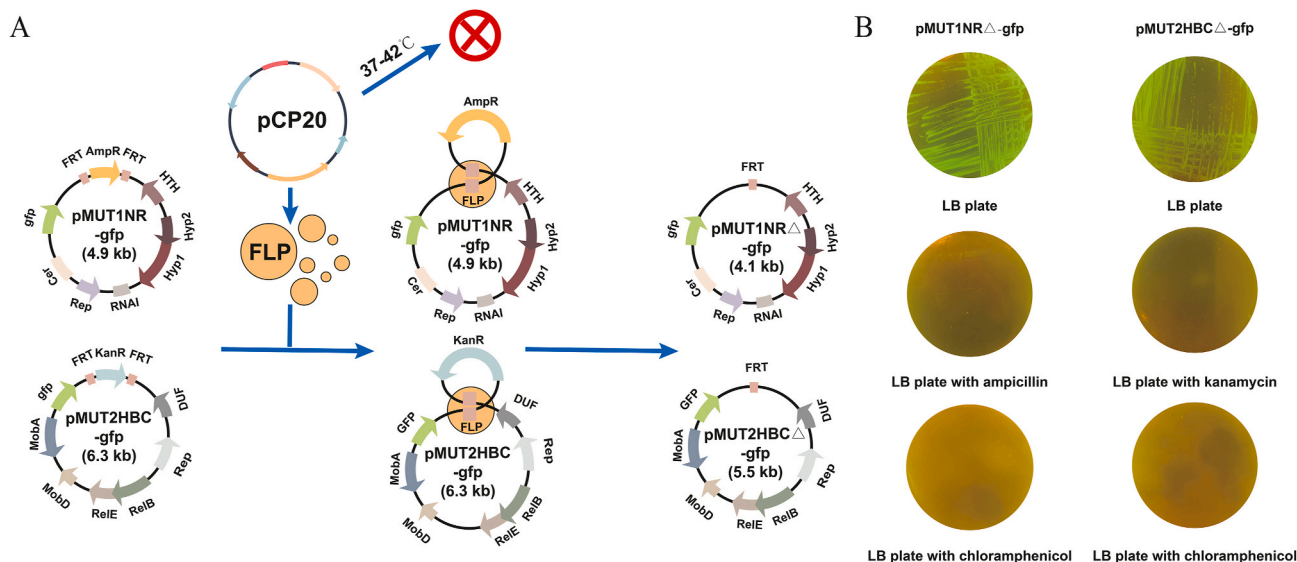 A
37-42℃
pCP20
FRT AmpR FRT
HTH
Hyp2
Hyp1
RNAI
Rep
Cer
gfp
pMUT1NR
-gfp
(4.9 kb)
FLP
AmpR
FLP
HTH
Hyp2
Hyp1
RNAI
Rep
Cer
gfp
pMUT1NR
-gfp
(4.9 kb)
FRT
HTH
Hyp2
Hyp1
RNAI
Rep
Cer
gfp
pMUT1NR△
-gfp
(4.1 kb)
FRT KanR FRT
DUF
Rep
RelB
RelE
MobD
MobA
gfp
pMUT2HBC
-gfp
(6.3 kb)
KanR
FLP
DUF
Rep
RelB
RelE
MobD
MobA
GFP
pMUT2HBC
-gfp
(6.3 kb)
FRT
DUF
Rep
RelB
RelE
MobD
MobA
GFP
pMUT2HBC△
-gfp
(5.5 kb)
B
pMUT1NR△-gfp
pMUT2HBC△-gfp
LB plate
LB plate
LB plate with ampicillin
LB plate with kanamycin
LB plate with chloramphenicol
LB plate with chloramphenicol